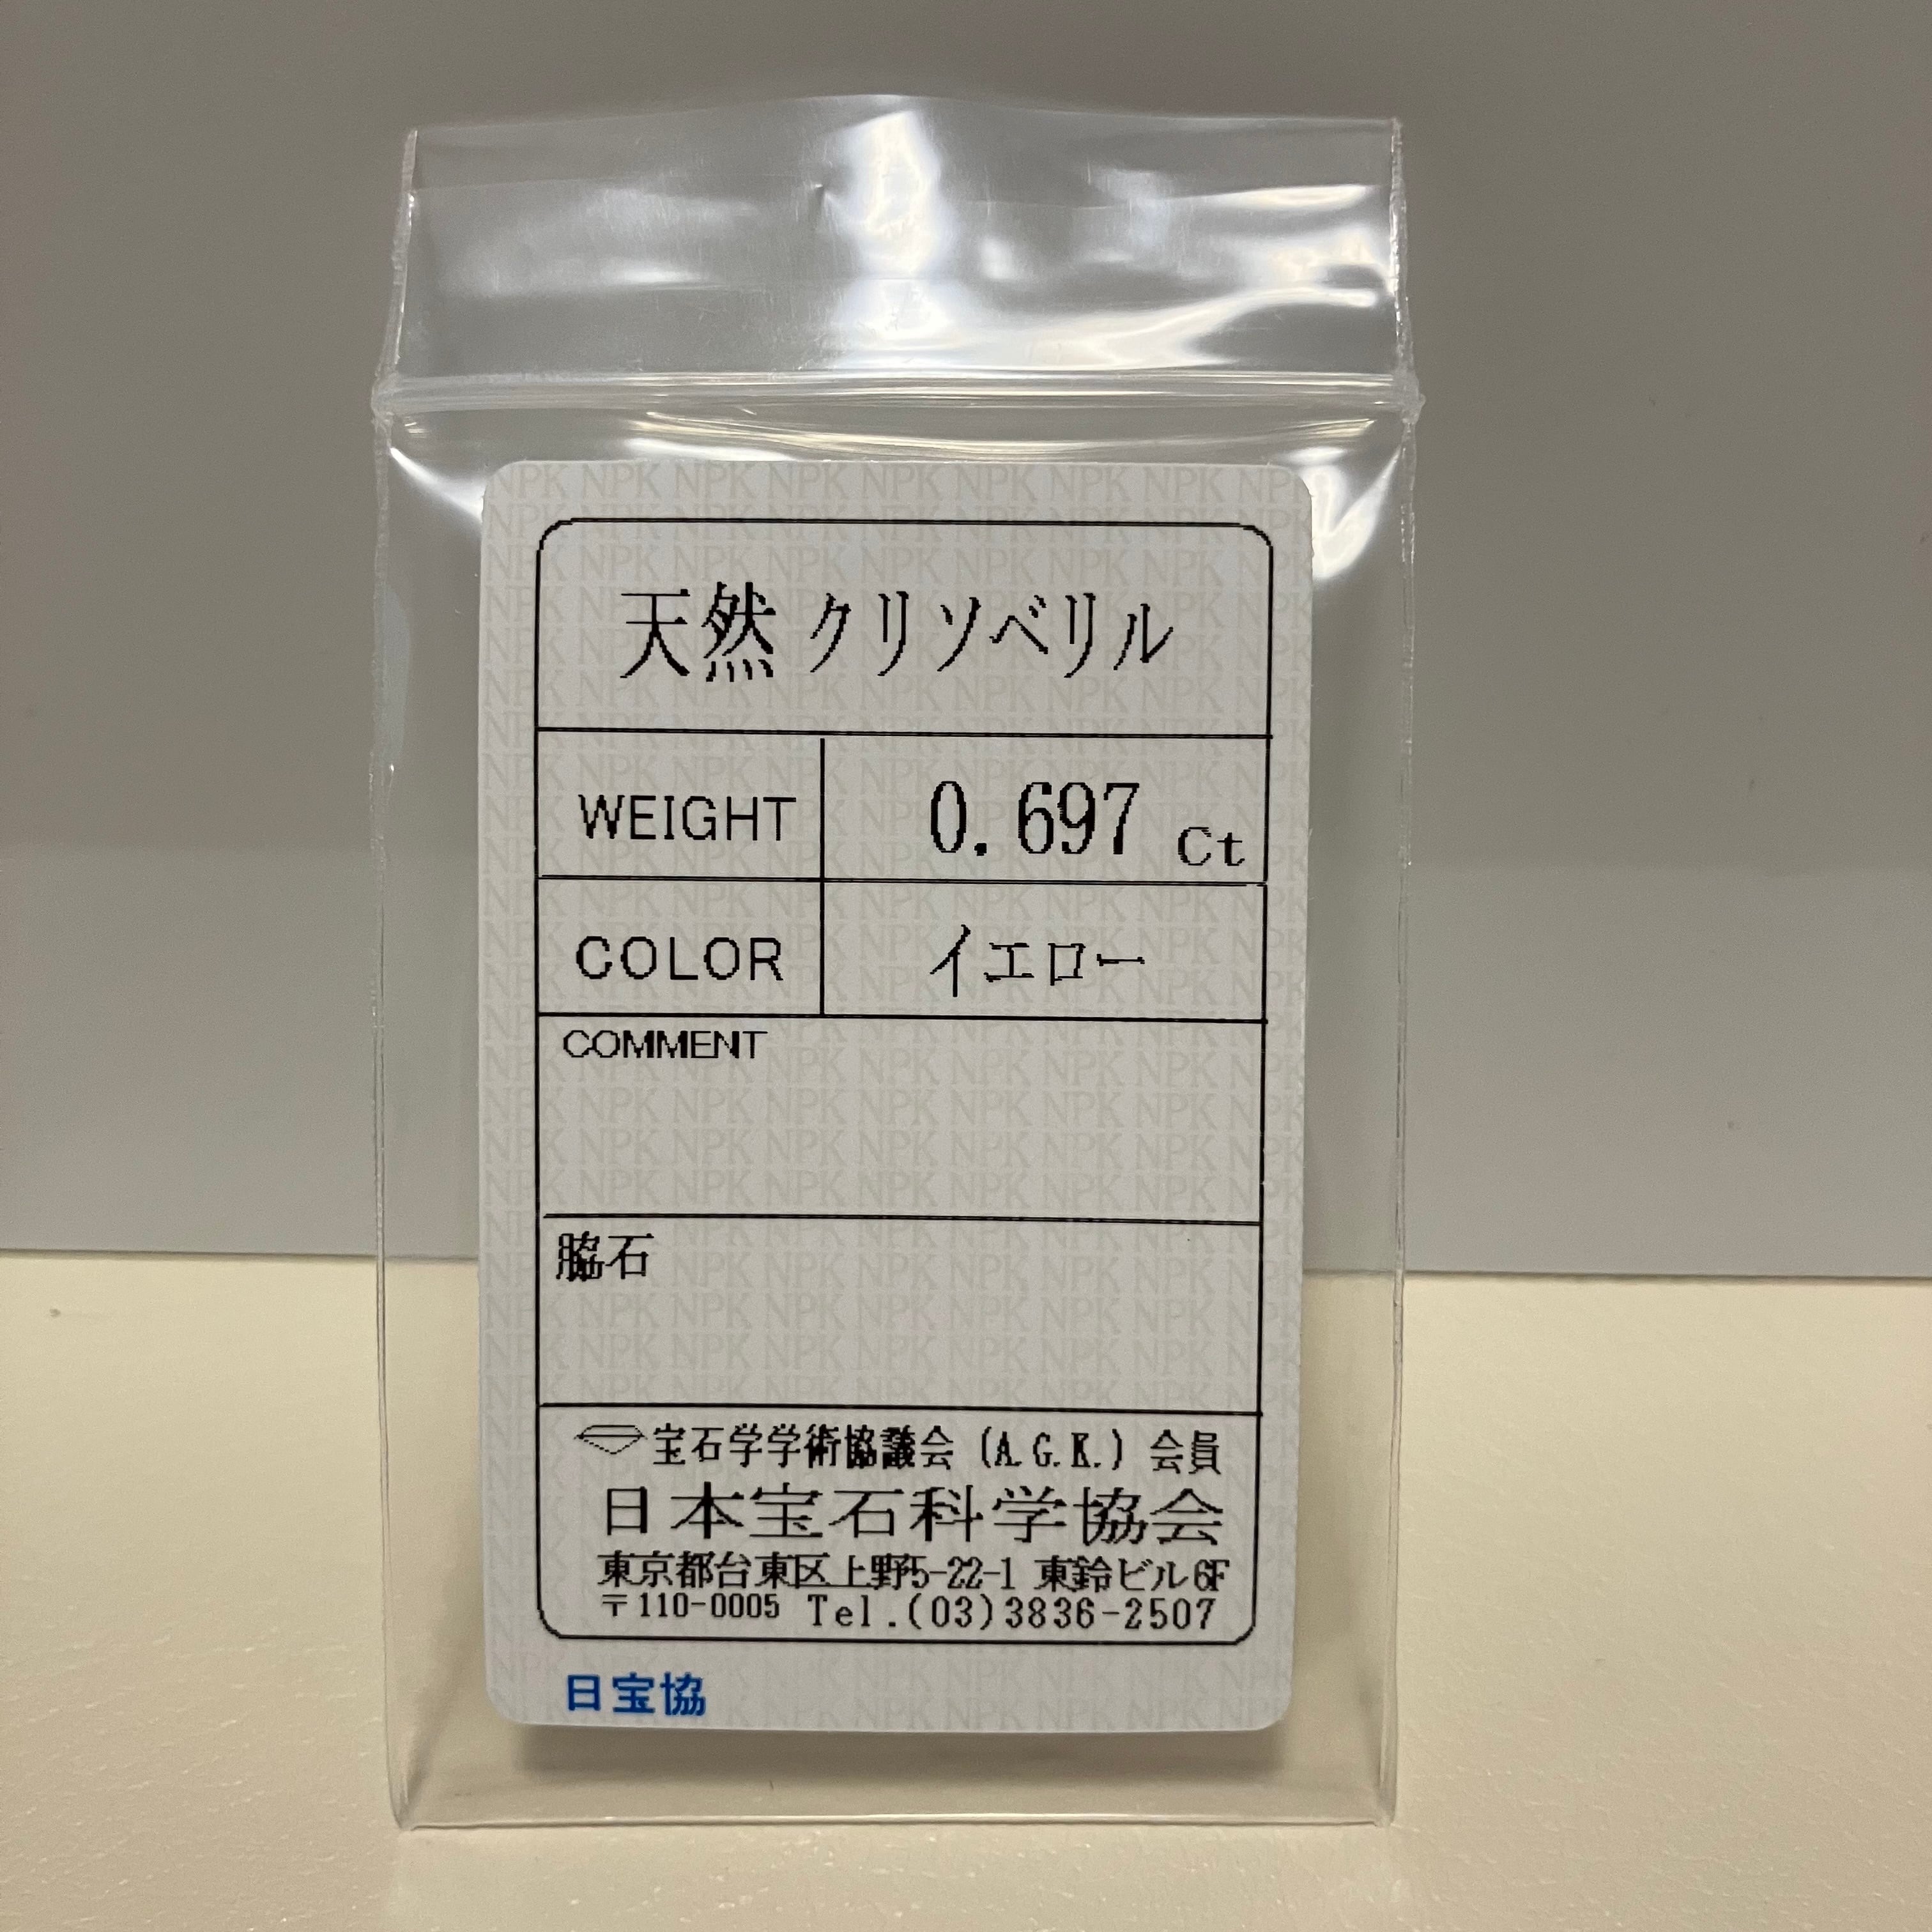 天然 クリソベリル
WEIGHT 0.697 Ct
COLOR イエロー
COMMENT
脇石
宝石学学術協議会 (A.G.K.) 会員
日本宝石科学協会
東京都台東区上野5-22-1 東鈴ビル6F
〒110-0005 Tel.(03)3836-2507
日宝協